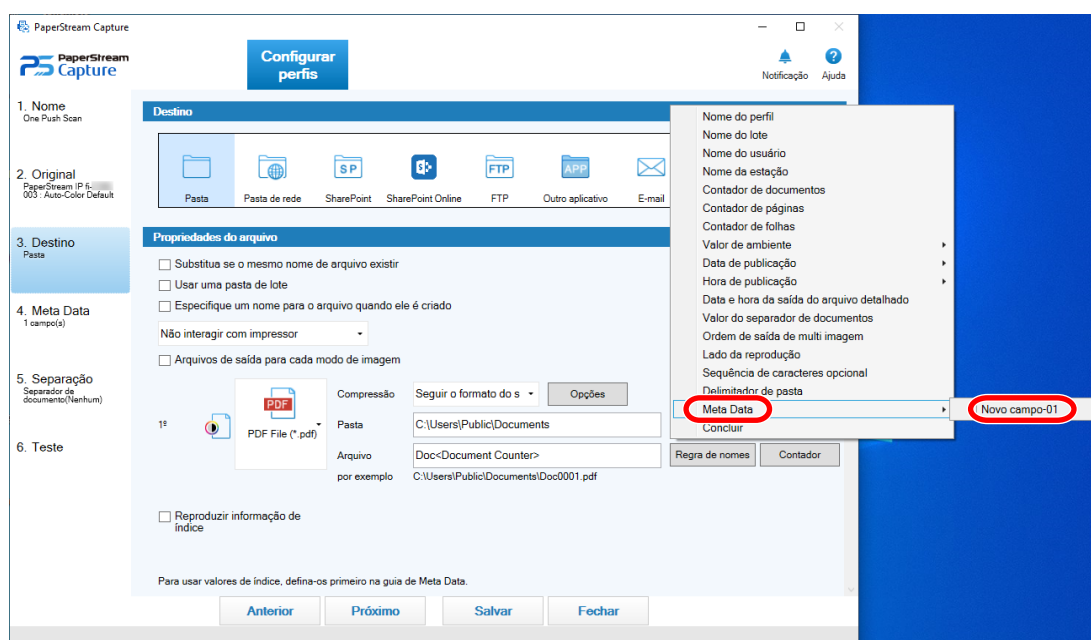 PaperStream Capture
PaperStream
Capture
Configurar
perfis
Notificação
Ajuda
1. Nome
One Push Scan
2. Original
PaperStream IP fi-
003 : Auto-Color Default
3. Destino
Pasta
4. Meta Data
1 campo(s)
5. Separação
Separador de
documento(Nenhum)
6. Teste
Destino
Pasta
Pasta de rede
SP
SharePoint
SharePoint Online
FTP
FTP
APP
Outro aplicativo
E-mail
Propriedades do arquivo
Substitua se o mesmo nome de arquivo existir
Usar uma pasta de lote
Especifique um nome para o arquivo quando ele é criado
Não interagir com impressor
Arquivos de saída para cada modo de imagem
1º
PDF
PDF File (*.pdf)
Compressão
Seguir o formato do s
Opções
Pasta
C:\Users\Public\Documents
Arquivo
Doc<Document Counter>
Regra de nomes
Contador
por exemplo
C:\Users\Public\Documents\Doc0001.pdf
Reproduzir informação de
índice
Para usar valores de índice, defina-os primeiro na guia de Meta Data.
Anterior
Próximo
Salvar
Fechar
Nome do perfil
Nome do lote
Nome do usuário
Nome da estação
Contador de documentos
Contador de páginas
Contador de folhas
Valor de ambiente
Data de publicação
Hora de publicação
Data e hora da saída do arquivo detalhado
Valor do separador de documentos
Ordem de saída de multi imagem
Lado da reprodução
Sequência de caracteres opcional
Delimitador de pasta
Meta Data
Novo campo-01
Concluir